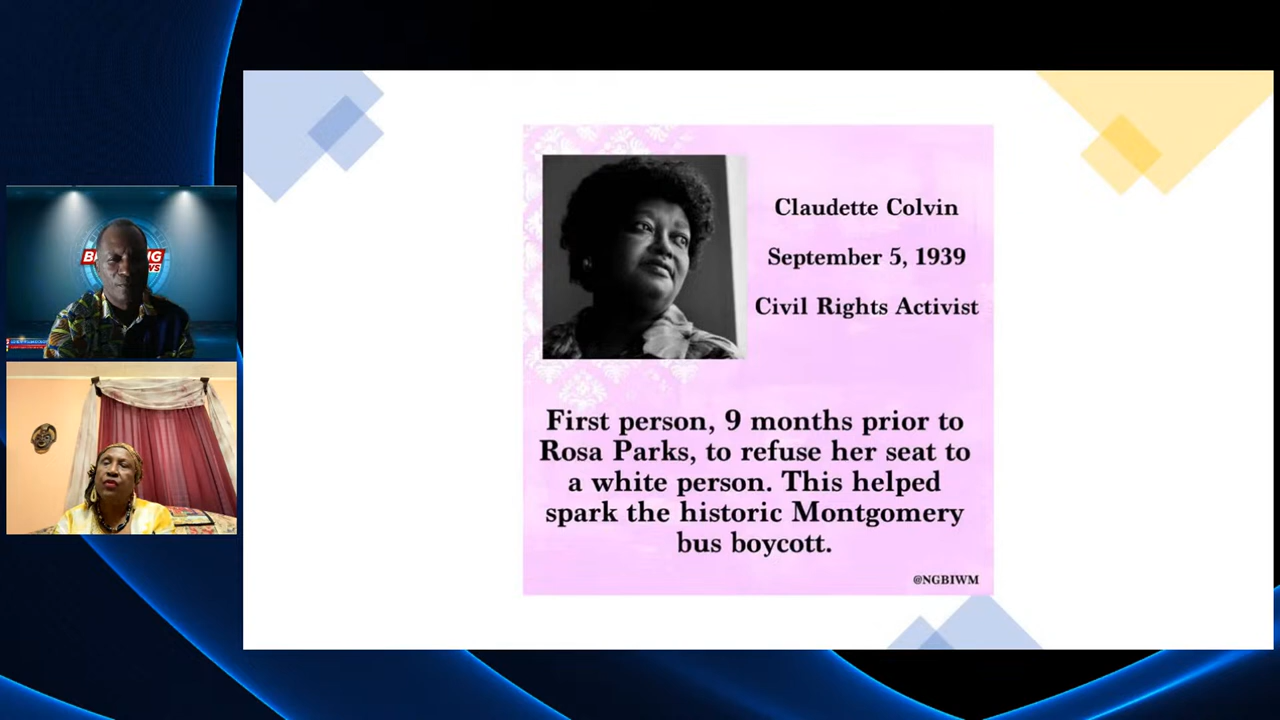 Claudette Colvin
September 5, 1939
Civil Rights Activist
First person, 9 months prior to
Rosa Parks, to refuse her seat to
a white person. This helped
spark the historic Montgomery
bus boycott.
@NGBIWM